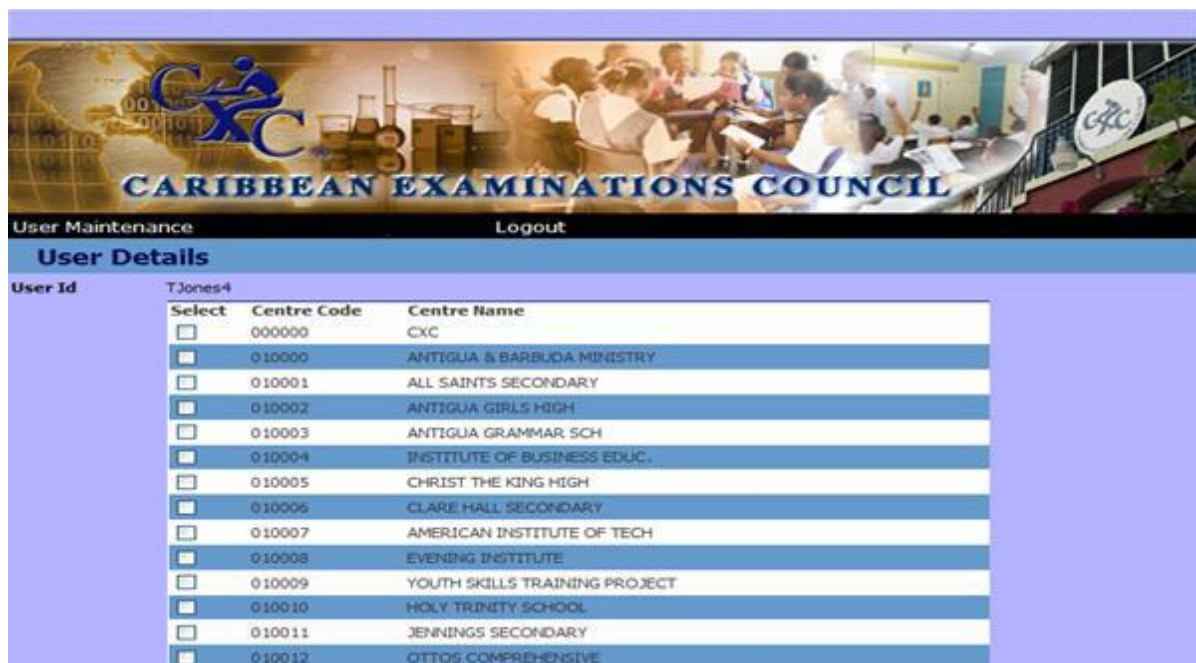 CXC
CXC
CARIBBEAN EXAMINATIONS COUNCIL
User Maintenance Logout
User Details
User Id TJones4
Select Centre Code Centre Name
000000 CXC
010000 ANTIGUA & BARBUDA MINISTRY
010001 ALL SAINTS SECONDARY
010002 ANTIGUA GIRLS HIGH
010003 ANTIGUA GRAMMAR SCH
010004 INSTITUTE OF BUSINESS EDUC.
010005 CHRIST THE KING HIGH
010006 CLARE HALL SECONDARY
010007 AMERICAN INSTITUTE OF TECH
010008 EVENING INSTITUTE
010009 YOUTH SKILLS TRAINING PROJECT
010010 HOLY TRINITY SCHOOL
010011 JENNINGS SECONDARY
010012 OTTOS COMPREHENSIVE